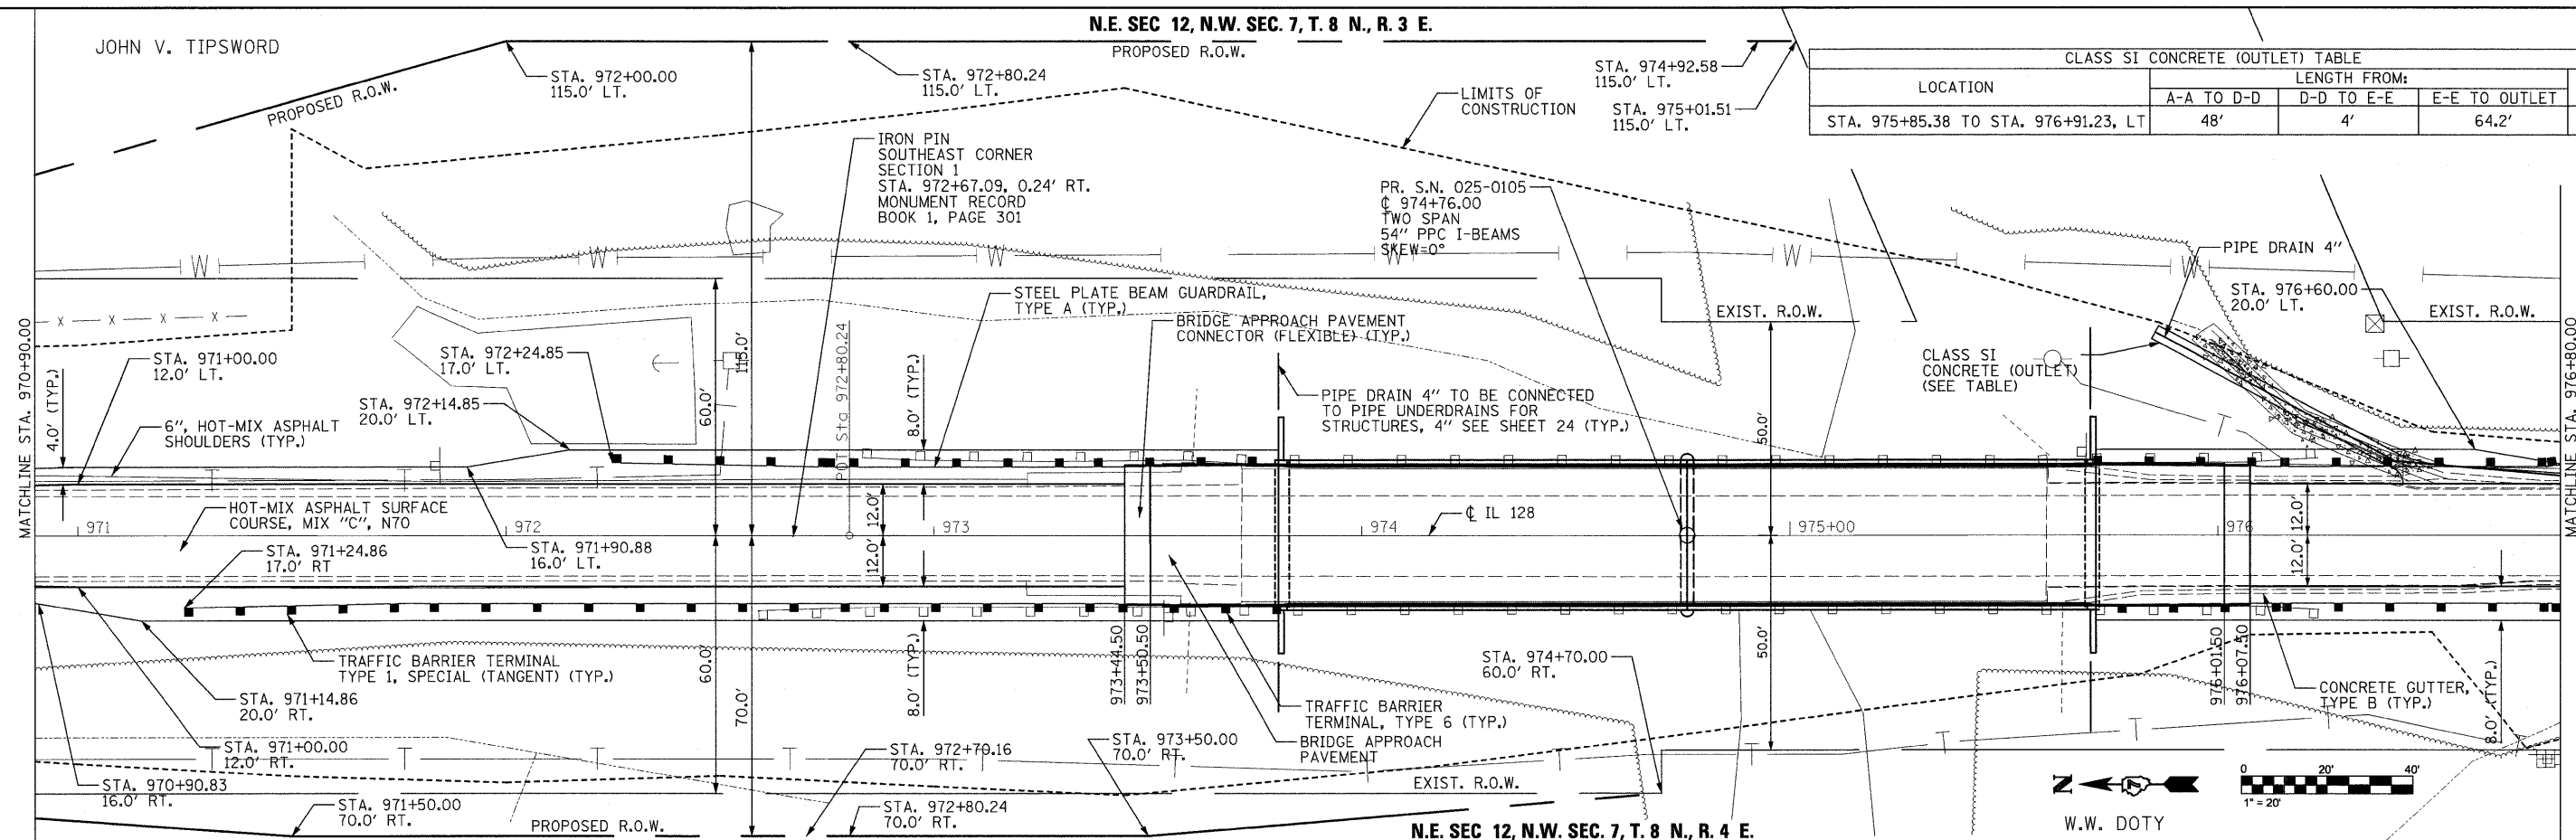 N.E. SEC 12, N.W. SEC. 7, T. 8 N., R. 3 E.
JOHN V. TIPSWORD
PROPOSED R.O.W.
PROPOSED R.O.W.
STA. 972+00.00
115.0' LT.
STA. 972+80.24
115.0' LT.
STA. 974+92.58
115.0' LT.
STA. 975+01.51
115.0' LT.
LIMITS OF
CONSTRUCTION
CLASS SI CONCRETE (OUTLET) TABLE
LOCATION
LENGTH FROM:
A-A TO D-D
D-D TO E-E
E-E TO OUTLET
STA. 975+85.38 TO STA. 976+91.23, LT
48'
4'
64.2'
IRON PIN
SOUTHEAST CORNER
SECTION 1
STA. 972+67.09, 0.24' RT.
MONUMENT RECORD
BOOK 1, PAGE 301
PR. S.N. 025-0105
℄ 974+76.00
TWO SPAN
54" PPC I-BEAMS
SKEW=0°
W
W
W
W
W
W
PIPE DRAIN 4"
STA. 976+60.00
20.0' LT.
EXIST. R.O.W.
EXIST. R.O.W.
STEEL PLATE BEAM GUARDRAIL,
TYPE A (TYP.)
BRIDGE APPROACH PAVEMENT
CONNECTOR (FLEXIBLE) (TYP.)
X X X X
MATCHLINE STA. 970+90.00
MATCHLINE STA. 976+80.00
STA. 971+00.00
12.0' LT.
STA. 972+24.85
17.0' LT.
STA. 972+14.85
20.0' LT.
4.0' (TYP.)
6", HOT-MIX ASPHALT
SHOULDERS (TYP.)
60.0'
115.0'
POT Sta 972+80.24
8.0' (TYP.)
PIPE DRAIN 4" TO BE CONNECTED
TO PIPE UNDERDRAINS FOR
STRUCTURES, 4" SEE SHEET 24 (TYP.)
50.0'
CLASS SI
CONCRETE (OUTLET)
(SEE TABLE)
HOT-MIX ASPHALT SURFACE
COURSE, MIX "C", N70
971
972
973
974
975+00
976
℄ IL 128
12.0'
12.0'
12.0'
12.0'
STA. 971+24.86
17.0' RT
STA. 971+90.88
16.0' LT.
TRAFFIC BARRIER TERMINAL
TYPE 1, SPECIAL (TANGENT) (TYP.)
STA. 971+14.86
20.0' RT.
STA. 971+00.00
12.0' RT.
STA. 970+90.83
16.0' RT.
60.0'
70.0'
8.0' (TYP.)
973+44.50
973+50.50
STA. 974+70.00
60.0' RT.
50.0'
TRAFFIC BARRIER
TERMINAL, TYPE 6 (TYP.)
BRIDGE APPROACH
PAVEMENT
976+01.50
976+07.50
CONCRETE GUTTER,
TYPE B (TYP.)
8.0' (TYP.)
STA. 972+70.16
70.0' RT.
STA. 973+50.00
70.0' RT.
STA. 971+50.00
70.0' RT.
STA. 972+80.24
70.0' RT.
EXIST. R.O.W.
PROPOSED R.O.W.
N
0 20' 40'
1" = 20'
W.W. DOTY
N.E. SEC 12, N.W. SEC. 7, T. 8 N., R. 4 E.